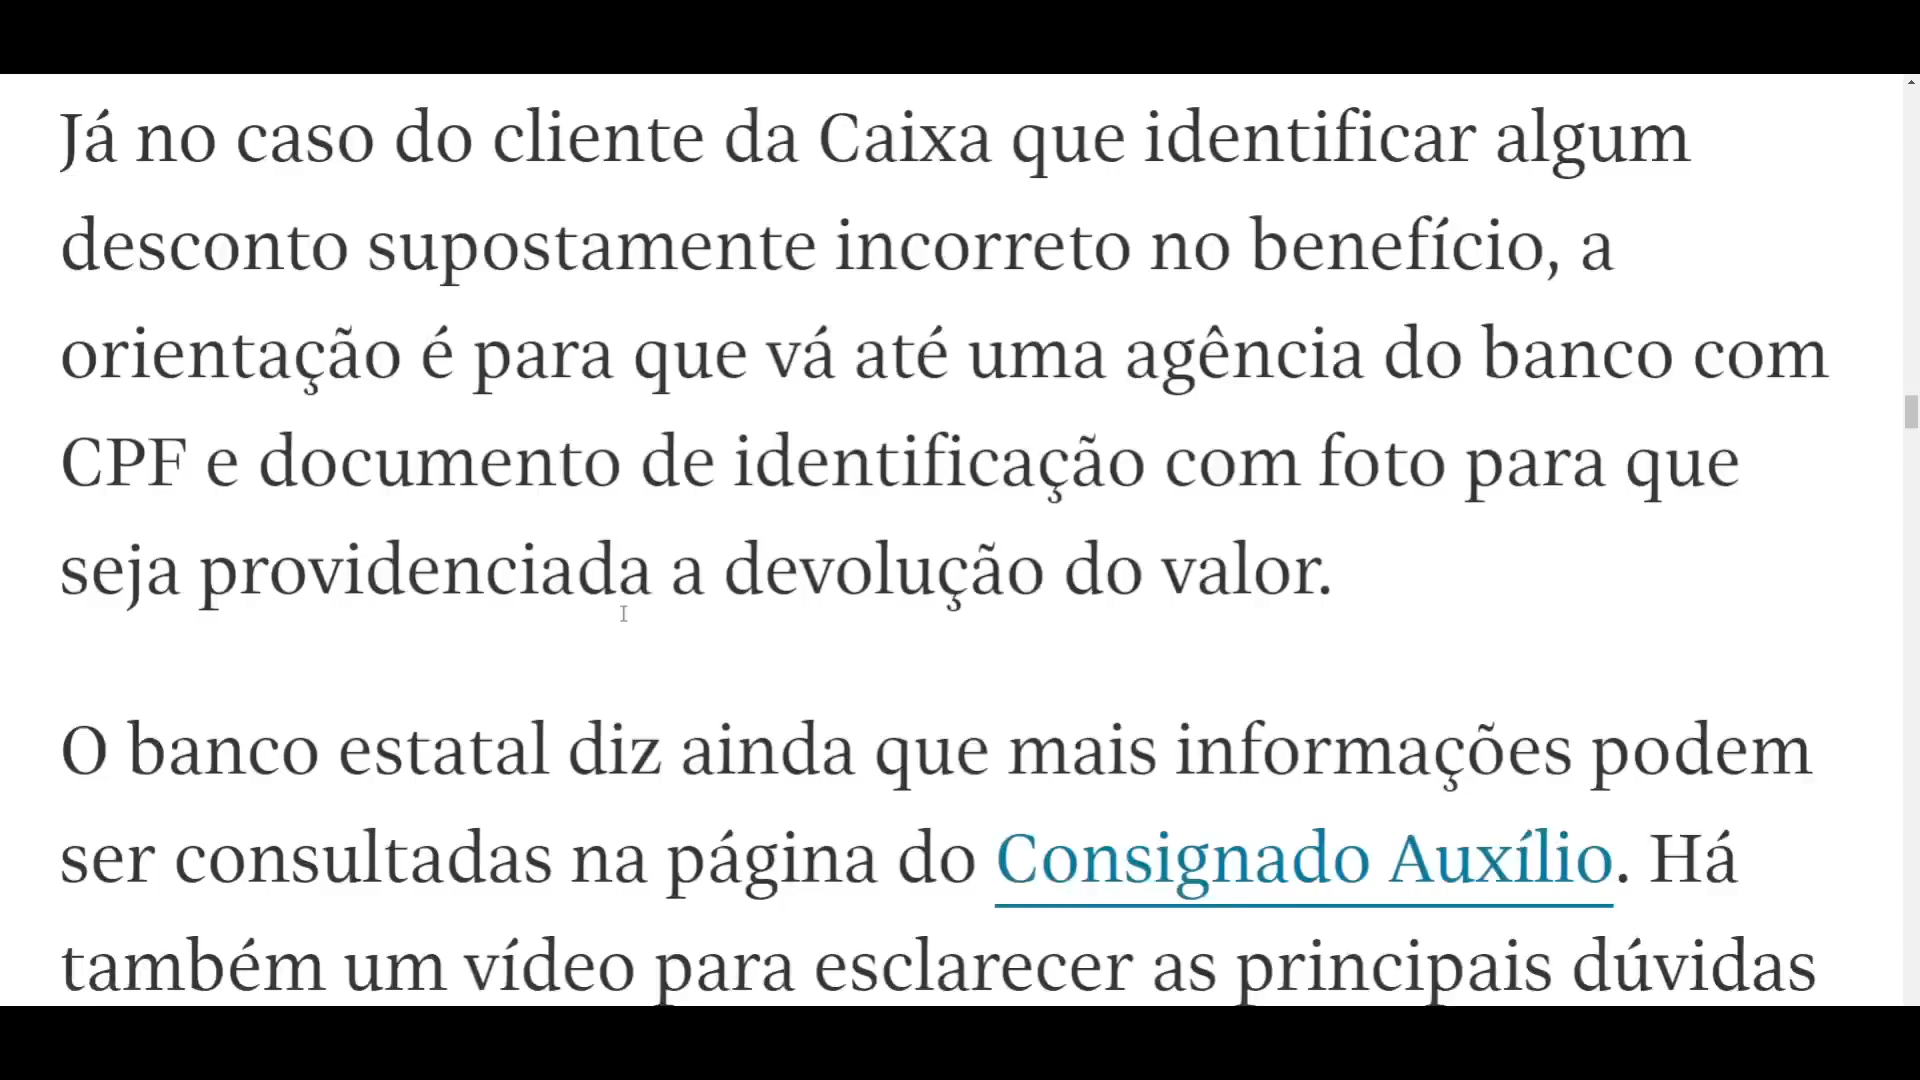 Já no caso do cliente da Caixa que identificar algum
desconto supostamente incorreto no benefício, a
orientação é para que vá até uma agência do banco com
CPF e documento de identificação com foto para que
seja providenciada a devolução do valor.
O banco estatal diz ainda que mais informações podem
ser consultadas na página do Consignado Auxílio. Há
também um vídeo para esclarecer as principais dúvidas